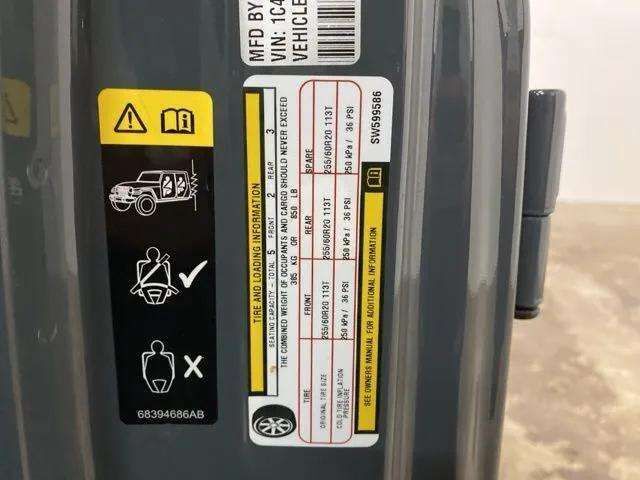 MFD BY
VIN: 1C4
VEHICLE
TIRE AND LOADING INFORMATION
SEATING CAPACITY - TOTAL 5 FRONT 2 REAR 3
THE COMBINED WEIGHT OF OCCUPANTS AND CARGO SHOULD NEVER EXCEED
385 KG OR 850 LB
TIRE FRONT REAR SPARE
ORIGINAL TIRE SIZE 255/60R20 113T 255/60R20 113T 255/60R20 113T
COLD TIRE INFLATION PRESSURE 250 kPa / 36 PSI 250 kPa / 36 PSI 250 kPa / 36 PSI
SEE OWNERS MANUAL FOR ADDITIONAL INFORMATION
SW599586
68394686AB